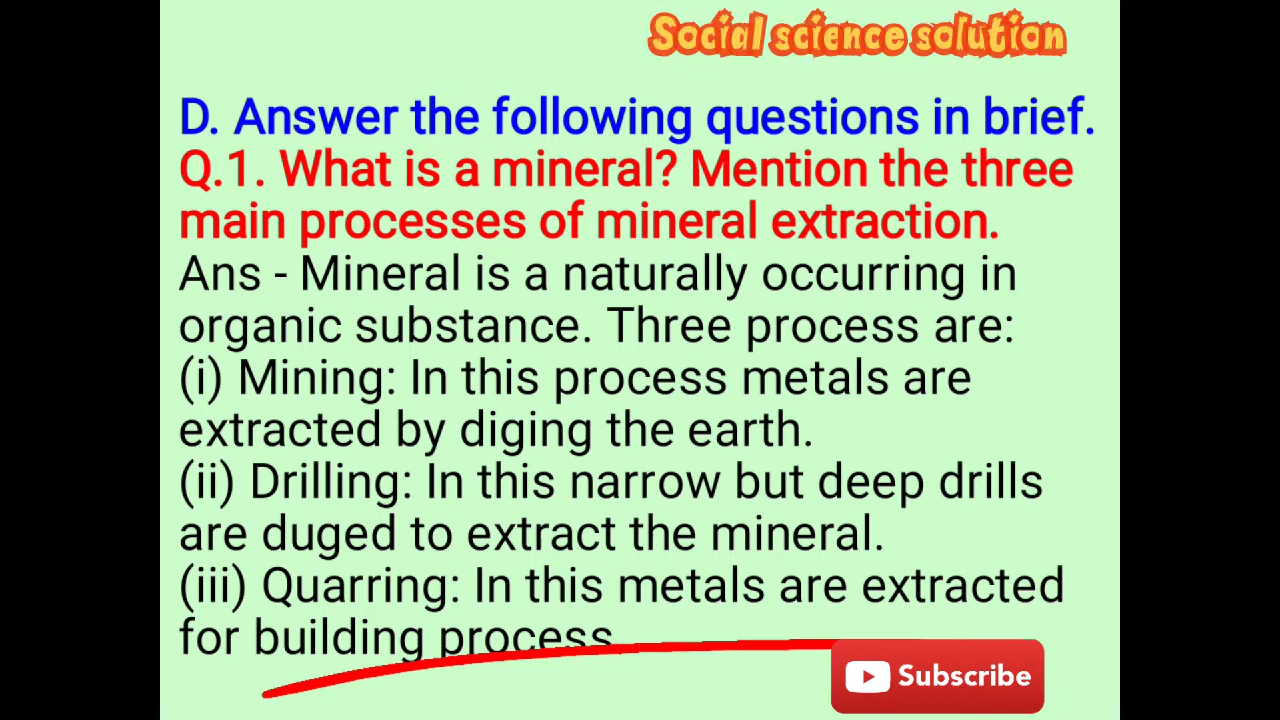 Social science solution
D. Answer the following questions in brief.
Q.1. What is a mineral? Mention the three
main processes of mineral extraction.
Ans - Mineral is a naturally occurring in
organic substance. Three process are:
(i) Mining: In this process metals are
extracted by diging the earth.
(ii) Drilling: In this narrow but deep drills
are duged to extract the mineral.
(iii) Quarring: In this metals are extracted
for building process.
Subscribe